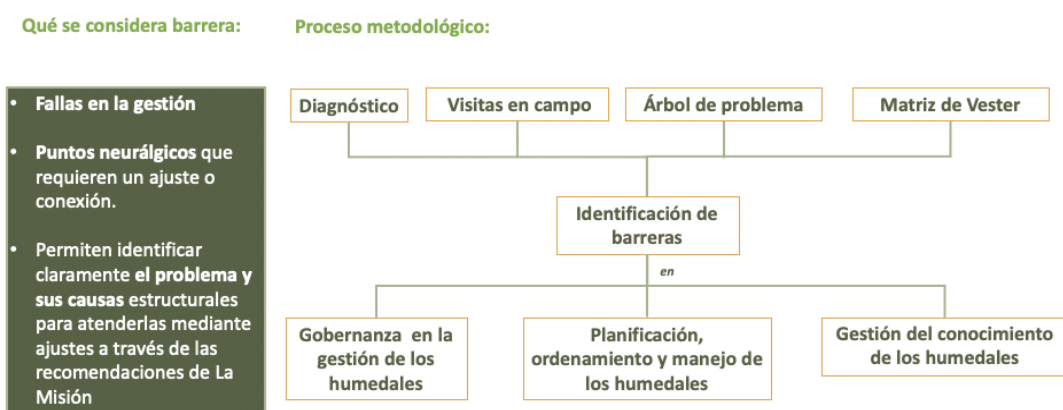 Qué se considera barrera:
Proceso metodológico:
• Fallas en la gestión
• Puntos neurálgicos que
requieren un ajuste o
conexión.
• Permiten identificar
claramente el problema y
sus causas estructurales
para atenderlas mediante
ajustes a través de las
recomendaciones de La
Misión
Diagnóstico
Visitas en campo
Árbol de problema
Matriz de Vester
Identificación de
barreras
en
Gobernanza en la
gestión de los
humedales
Planificación,
ordenamiento y manejo de
los humedales
Gestión del conocimiento
de los humedales